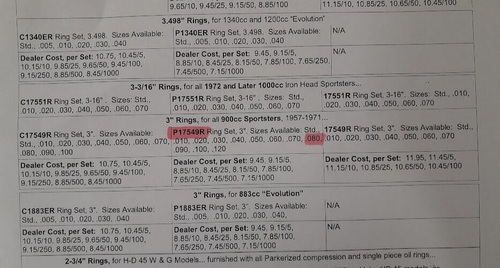 9.65/10, 9.45/25, 9.15/50, 8.85/100
11.15/10, 10.85/25, 10.65/50, 10.45/100
3.498" Rings, for 1340cc and 1200cc "Evolution"
C1340ER Ring Set, 3.498. Sizes Available:
Std., .005, .010, .020, .030, .040
P1340ER Ring Set, 3.498. Sizes Available:
Std., .005, .010, .020, .030, .040
N/A
Dealer Cost, per Set: 10.75, 10.45/5,
10.15/10, 9.85/25, 9.65/50, 9.45/100,
9.15/250, 8.85/500, 8.45/1000
Dealer Cost, per Set: 9.45, 9.15/5,
8.85/10, 8.45/25, 8.15/50, 7.85/100, 7.65/250,
7.45/500, 7.15/1000
N/A
3-3/16" Rings, for all 1972 and Later 1000cc Iron Head Sportsters...
C17551R Ring Set, 3-16". Sizes: Std.,
.010, .020, .030, .040, .050, .060, .070
P17551R Ring Set, 3-16". Sizes: Std.,
.010, .020, .030, .040, .050, .060, .070
17551R Ring Set, 3-16". Sizes: Std., .010,
.020, .030, .040, .050, .060, .070
3" Rings, for all 900cc Sportsters, 1957-1971...
C17549R Ring Set, 3". Sizes Available:
Std., .010, .020, .030, .040, .050, .060, .070,
.080, .090, .100
P17549R Ring Set, 3". Sizes Available: Std.,
.010, .020, .030, .040, .050, .060, .070, .080,
.090, .100, .120
17549R Ring Set, 3". Sizes Available: Std.,
.010, .020, .030, .040, .050, .060, .070
Dealer Cost, per Set: 10.75, 10.45/5,
10.15/10, 9.85/25, 9.65/50, 9.45/100,
9.15/250, 8.85/500, 8.45/1000
Dealer Cost, per Set: 9.45, 9.15/5,
8.85/10, 8.45/25, 8.15/50, 7.85/100,
7.65/250, 7.45/500, 7.15/1000
Dealer Cost, per Set: 11.95, 11.45/5,
11.15/10, 10.85/25, 10.65/50, 10.45/100
3" Rings, for 883cc "Evolution"
C1883ER Ring Set, 3". Sizes Available:
Std., .005, .010, .020, .030, .040
P1883ER Ring Set, 3". Sizes Available:
Std., .005, .010, .020, .030, .040,
N/A
Dealer Cost, per Set: 10.75, 10.45/5,
10.15/10, 9.85/25, 9.65/50, 9.45/100,
9.15/250, 8.85/500, 8.45/1000
Dealer Cost, per Set: 9.45, 9.15/5,
8.85/10, 8.45/25, 8.15/50, 7.85/100,
7.65/250, 7.45/500, 7.15/1000
N/A
2-3/4" Rings, for H-D 45 W & G Models... furnished with all Parkerized compression and single piece oil rings...